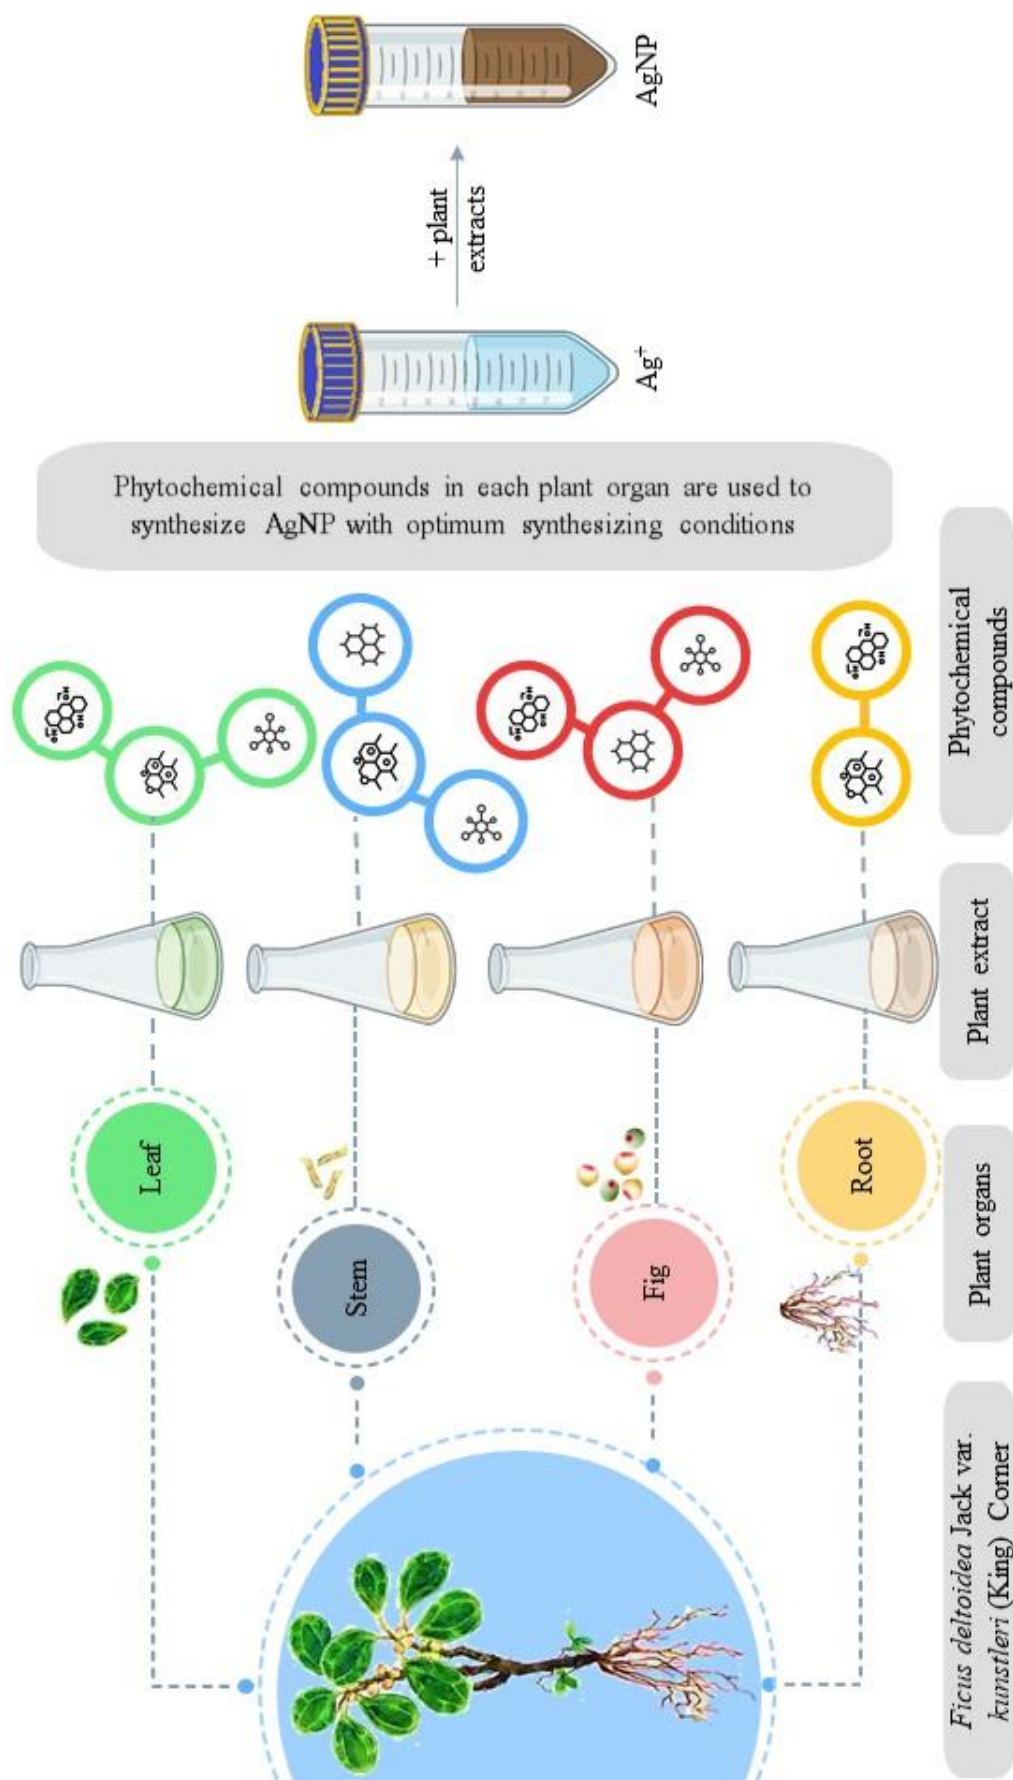 Leaf
Stem
Fig
Root
Phytochemical compounds in each plant organ are used to
synthesize AgNP with optimum synthesizing conditions
Ag⁺
+ plant
extracts
AgNP
Ficus deltoidea Jack var.
kunstleri (King) Corner
Plant organs
Plant extract
Phytochemical
compounds